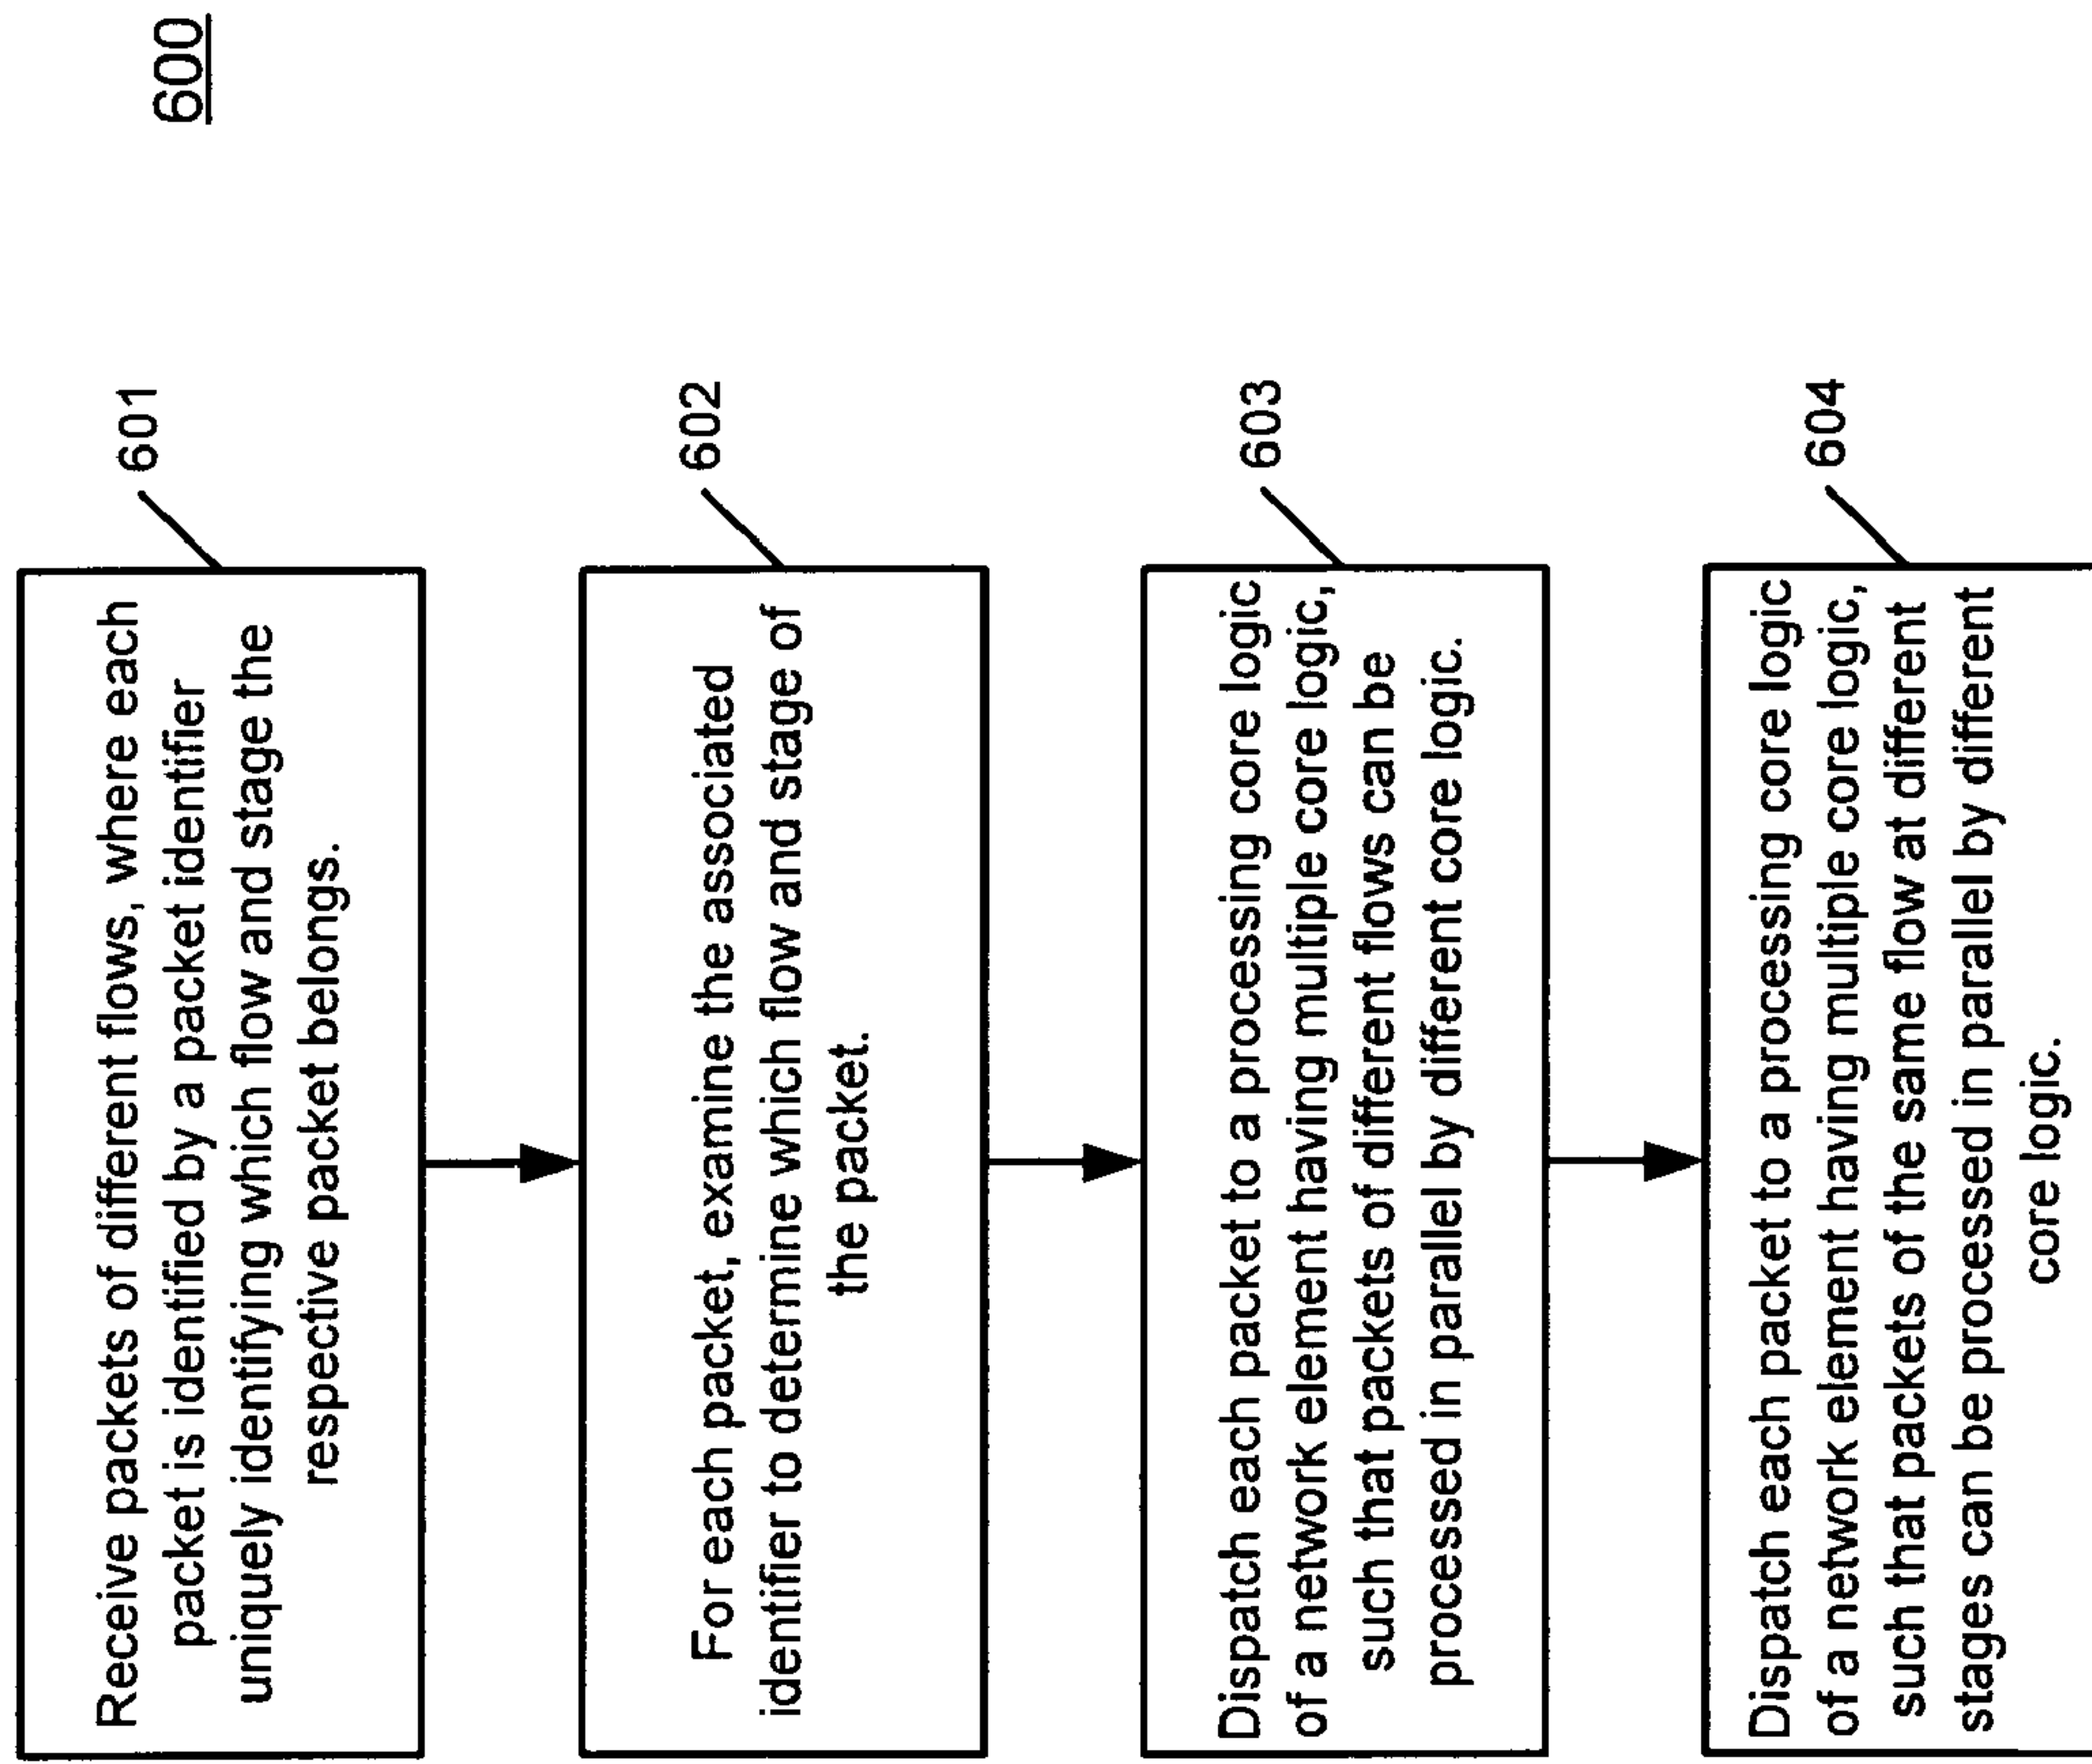 600
Receive packets of different flows, where each
packet is identified by a packet identifier
uniquely identifying which flow and stage the
respective packet belongs.
601
For each packet, examine the associated
identifier to determine which flow and stage of
the packet.
602
Dispatch each packet to a processing core logic
of a network element having multiple core logic,
such that packets of different flows can be
processed in parallel by different core logic.
603
Dispatch each packet to a processing core logic
of a network element having multiple core logic,
such that packets of the same flow at different
stages can be processed in parallel by different
core logic.
604